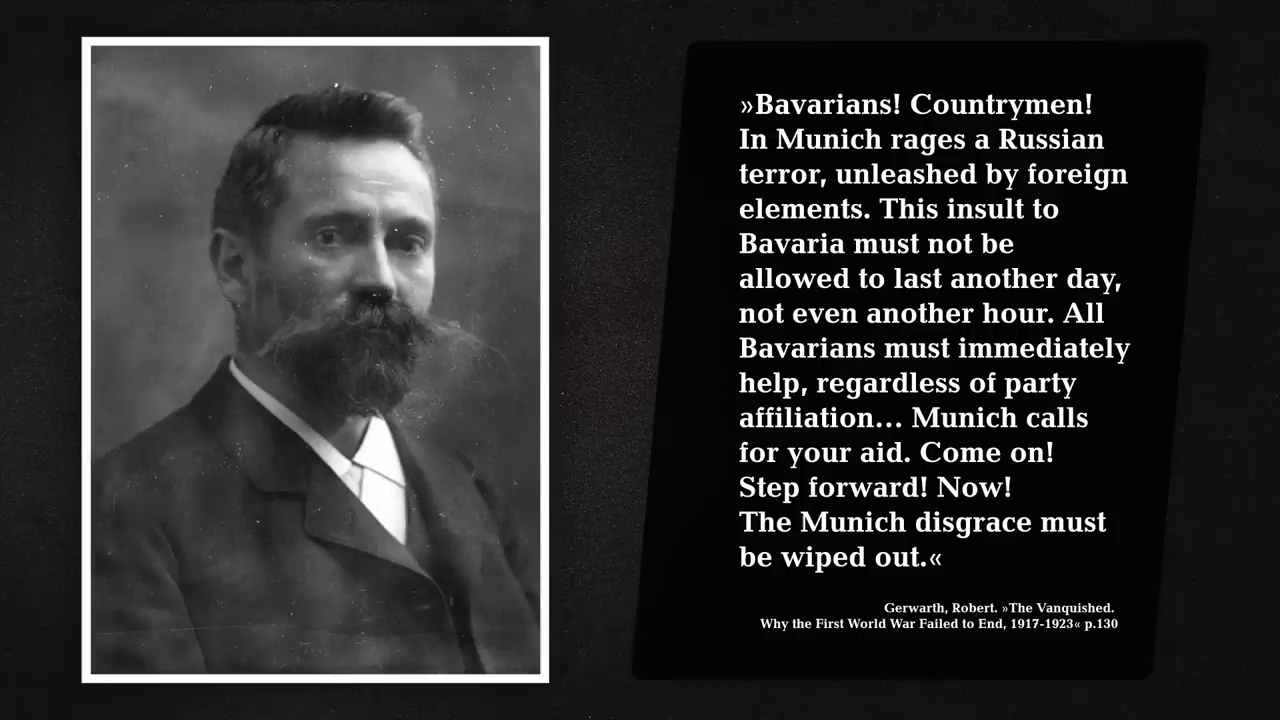 »Bavarians! Countrymen!
In Munich rages a Russian
terror, unleashed by foreign
elements. This insult to
Bavaria must not be
allowed to last another day,
not even another hour. All
Bavarians must immediately
help, regardless of party
affiliation... Munich calls
for your aid. Come on!
Step forward! Now!
The Munich disgrace must
be wiped out.«
Gerwarth, Robert. »The Vanquished.
Why the First World War Failed to End, 1917-1923« p.130